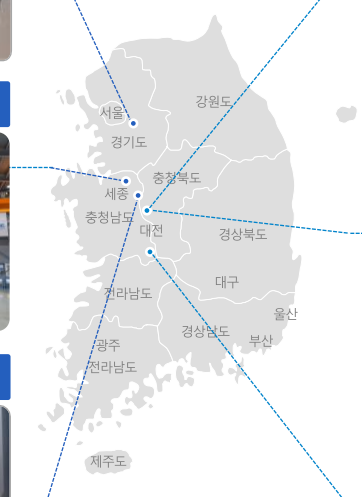 강원도
서울
경기도
충청북도
세종
충청남도
대전
경상북도
대구
전라남도
울산
경상남도
부산
광주
전라남도
제주도